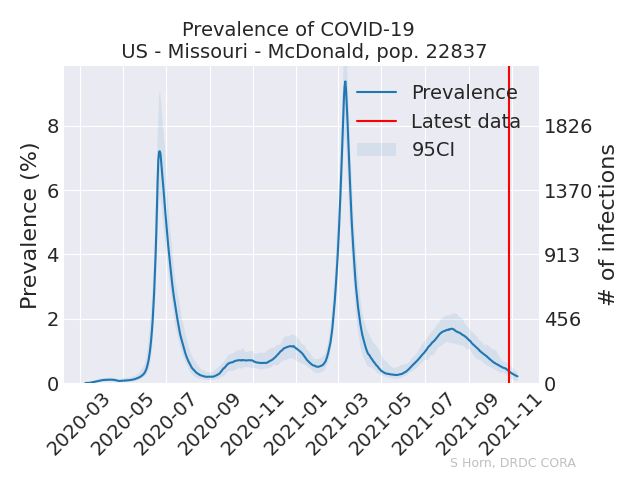 Prevalence of COVID-19
US - Missouri - McDonald, pop. 22837
Prevalence
Latest data
95CI
Prevalence (%)
8
6
4
2
0
1826
1370
913
456
0
# of infections
2020-03
2020-05
2020-07
2020-09
2020-11
2021-01
2021-03
2021-05
2021-09
2021-11
S Horn, DRDC CORA